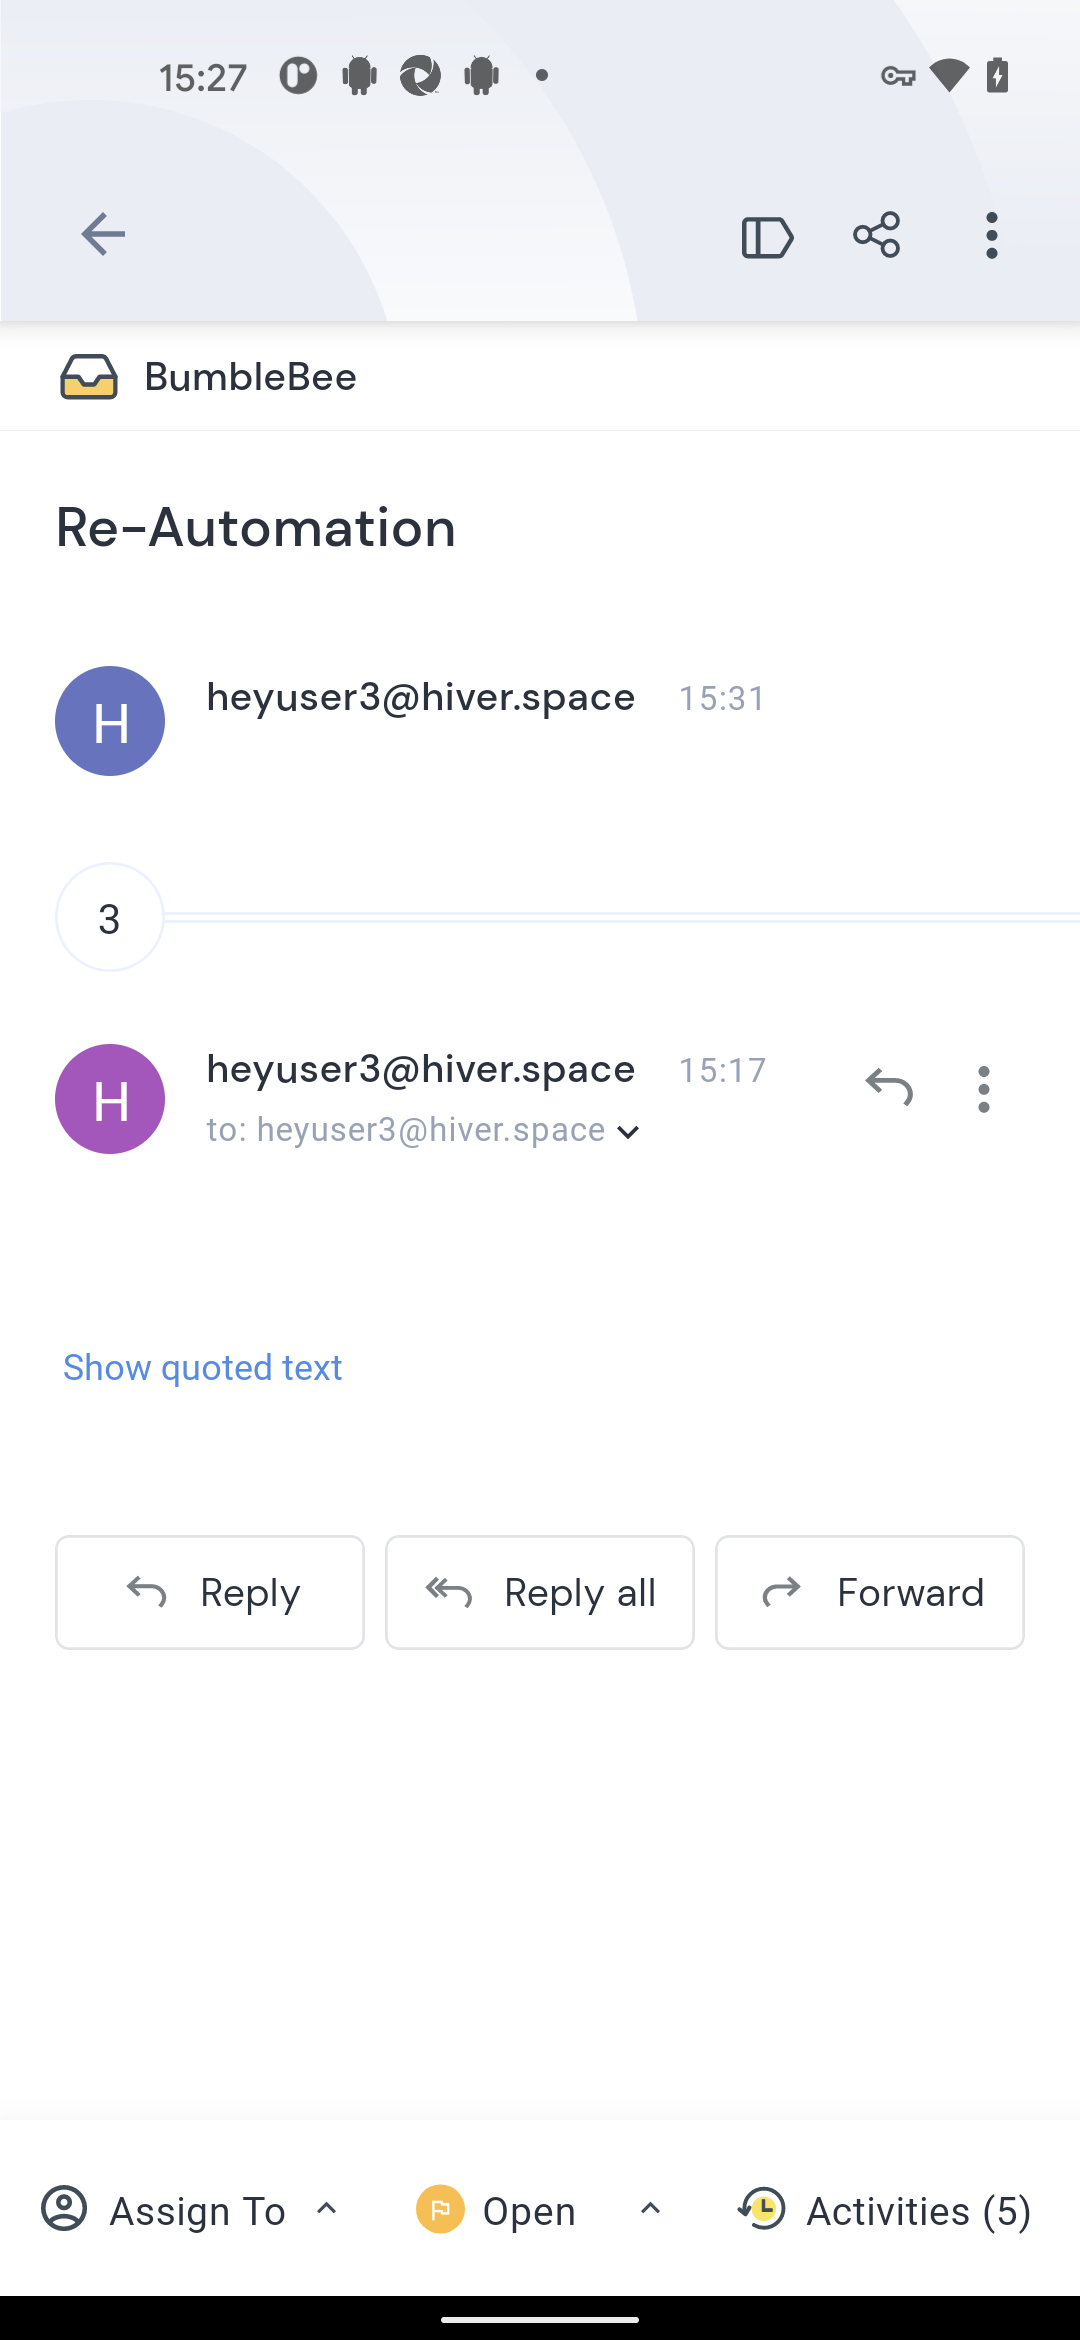 15:27
BumbleBee
Re-Automation
H
heyuser3@hiver.space 15:31
3
H
heyuser3@hiver.space 15:17
to: heyuser3@hiver.space
Show quoted text
Reply
Reply all
Forward
Assign To
Open
Activities (5)